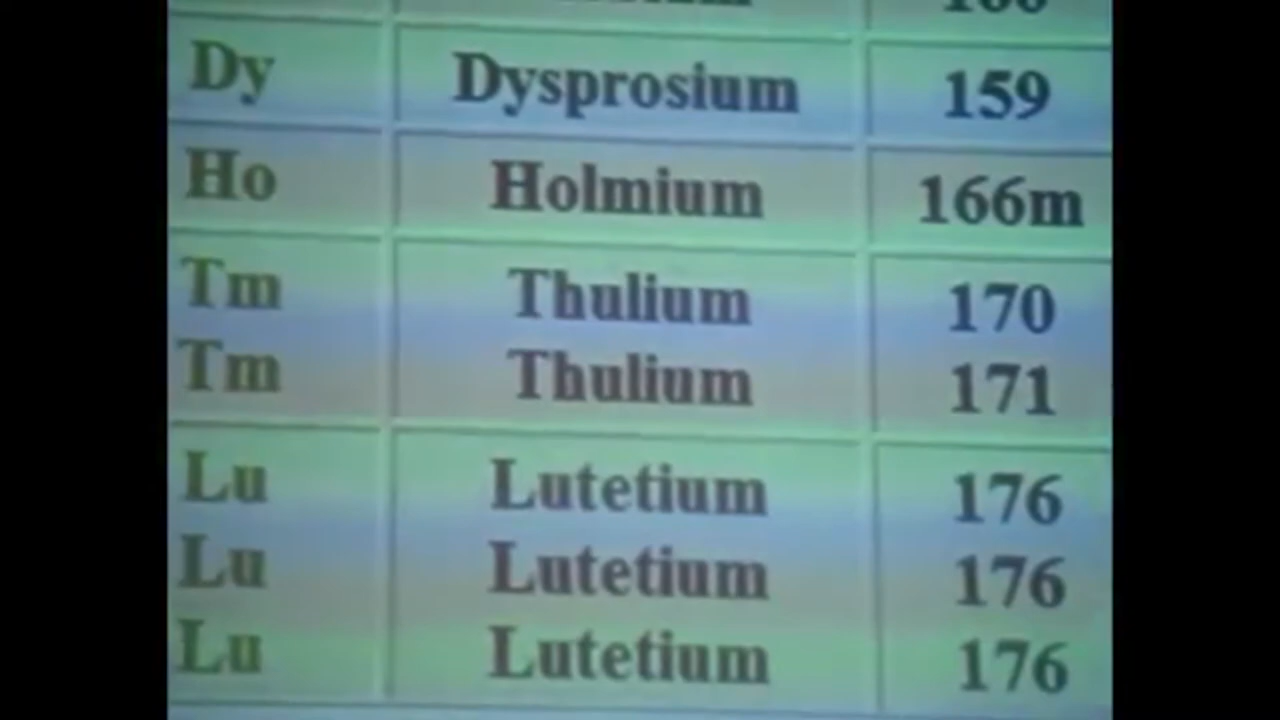 Dy Dysprosium 159
Ho Holmium 166m
Tm Thulium 170
Tm Thulium 171
Lu Lutetium 176
Lu Lutetium 176
Lu Lutetium 176